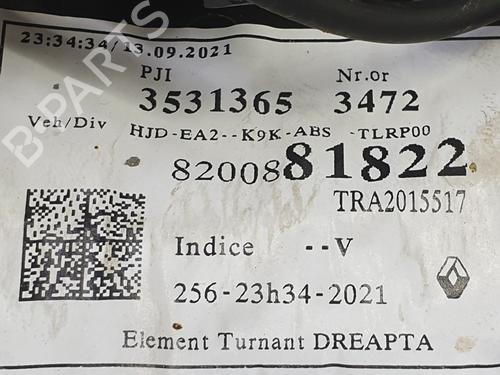 23:34:34/13.09.2021
PJI Nr.or
3531365 3472
Veh/Div HJD-EA2--K9K-ABS -TLRP00
8200881822
TRA2015517
Indice --V
256-23h34-2021
Element Turnant DREAPTA
B-PARTS